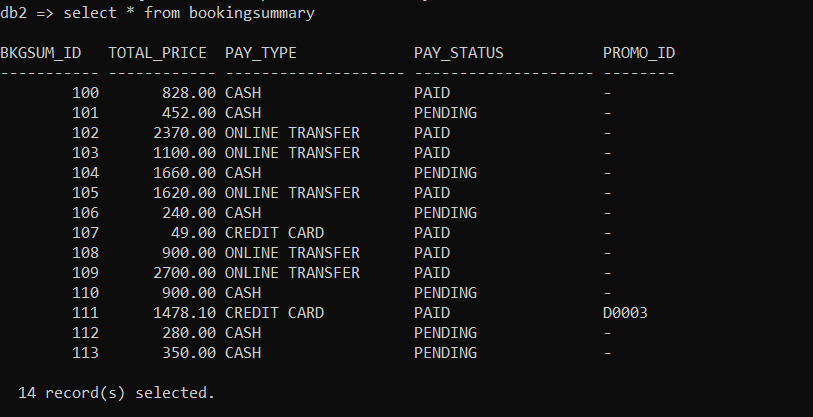 db2 => select * from bookingsummary
BKGSUM_ID   TOTAL_PRICE  PAY_TYPE             PAY_STATUS           PROMO_ID
----------- ------------ -------------------- -------------------- --------
        100       828.00 CASH                 PAID                 -
        101       452.00 CASH                 PENDING              -
        102      2370.00 ONLINE TRANSFER      PAID                 -
        103      1100.00 ONLINE TRANSFER      PAID                 -
        104      1660.00 CASH                 PENDING              -
        105      1620.00 ONLINE TRANSFER      PAID                 -
        106       240.00 CASH                 PENDING              -
        107        49.00 CREDIT CARD          PAID                 -
        108       900.00 ONLINE TRANSFER      PAID                 -
        109      2700.00 ONLINE TRANSFER      PAID                 -
        110       900.00 CASH                 PENDING              -
        111      1478.10 CREDIT CARD          PAID                 D0003
        112       280.00 CASH                 PENDING              -
        113       350.00 CASH                 PENDING              -
  14 record(s) selected.